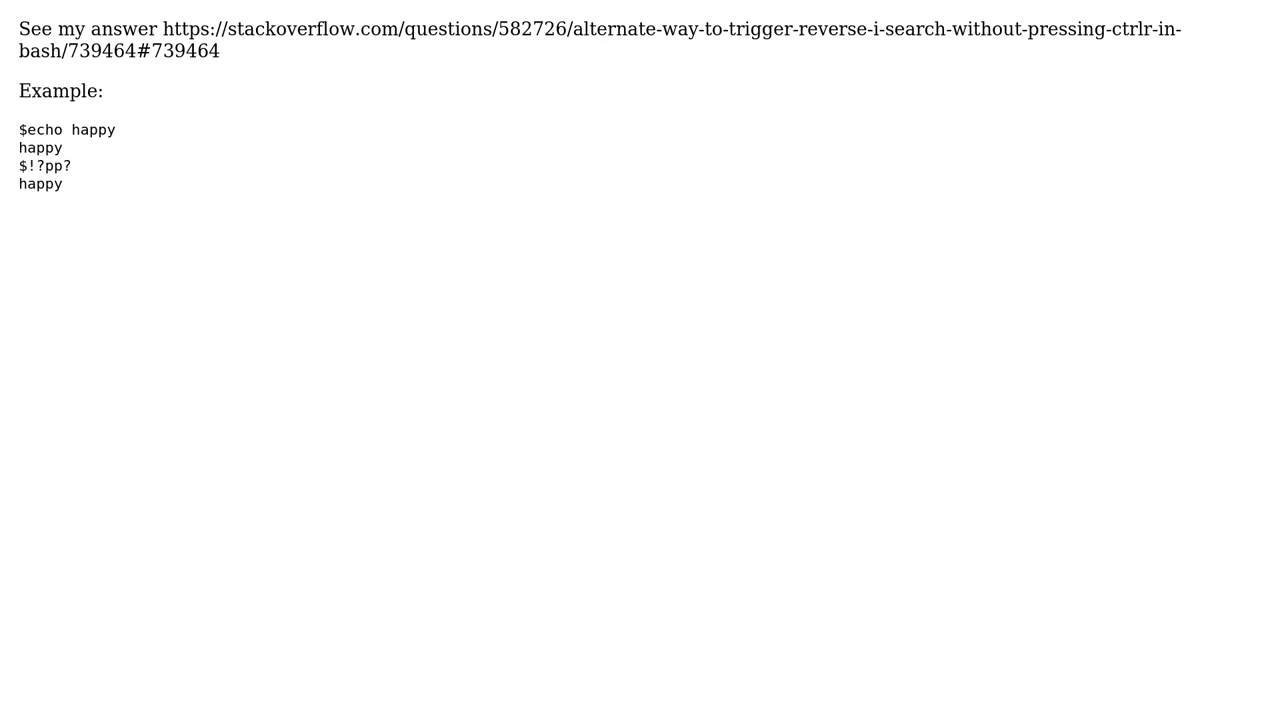 See my answer https://stackoverflow.com/questions/582726/alternate-way-to-trigger-reverse-i-search-without-pressing-ctrlr-in-
bash/739464#739464
Example:
$echo happy
happy
$!?pp?
happy